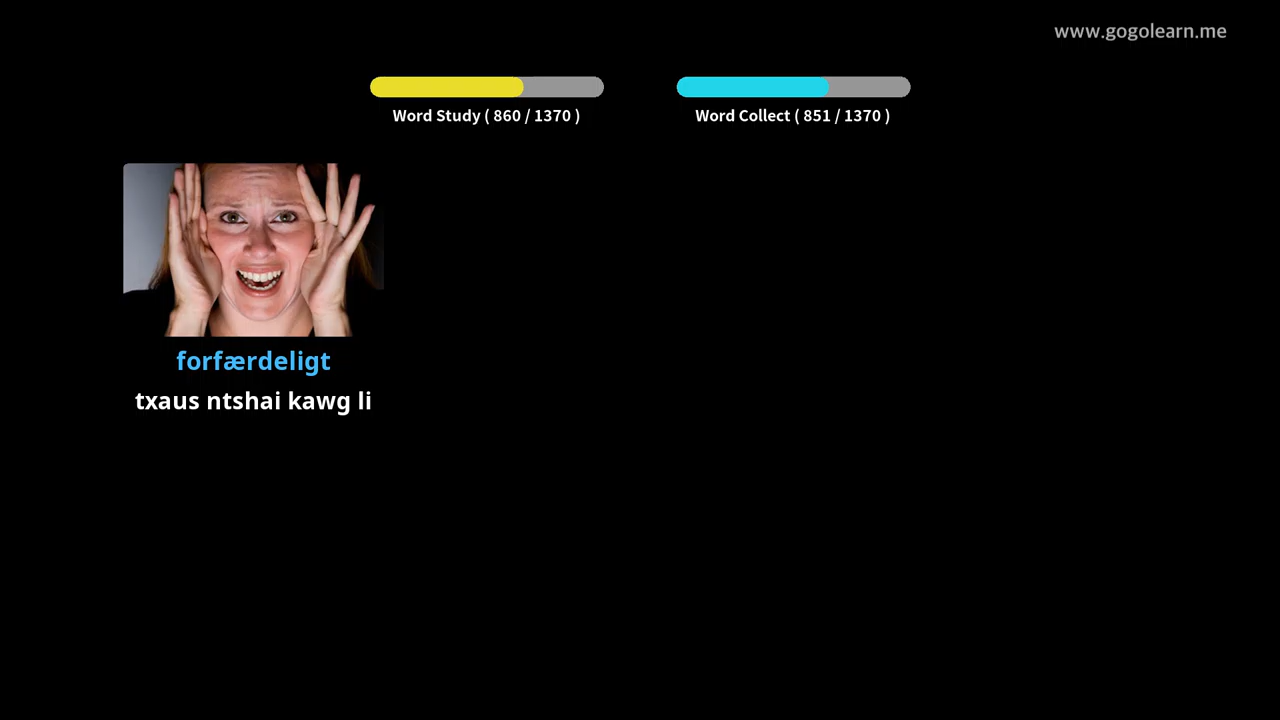 www.gogolearn.me
Word Study ( 860 / 1370 )
Word Collect ( 851 / 1370 )
forfærdeligt
txaus ntshai kawg li